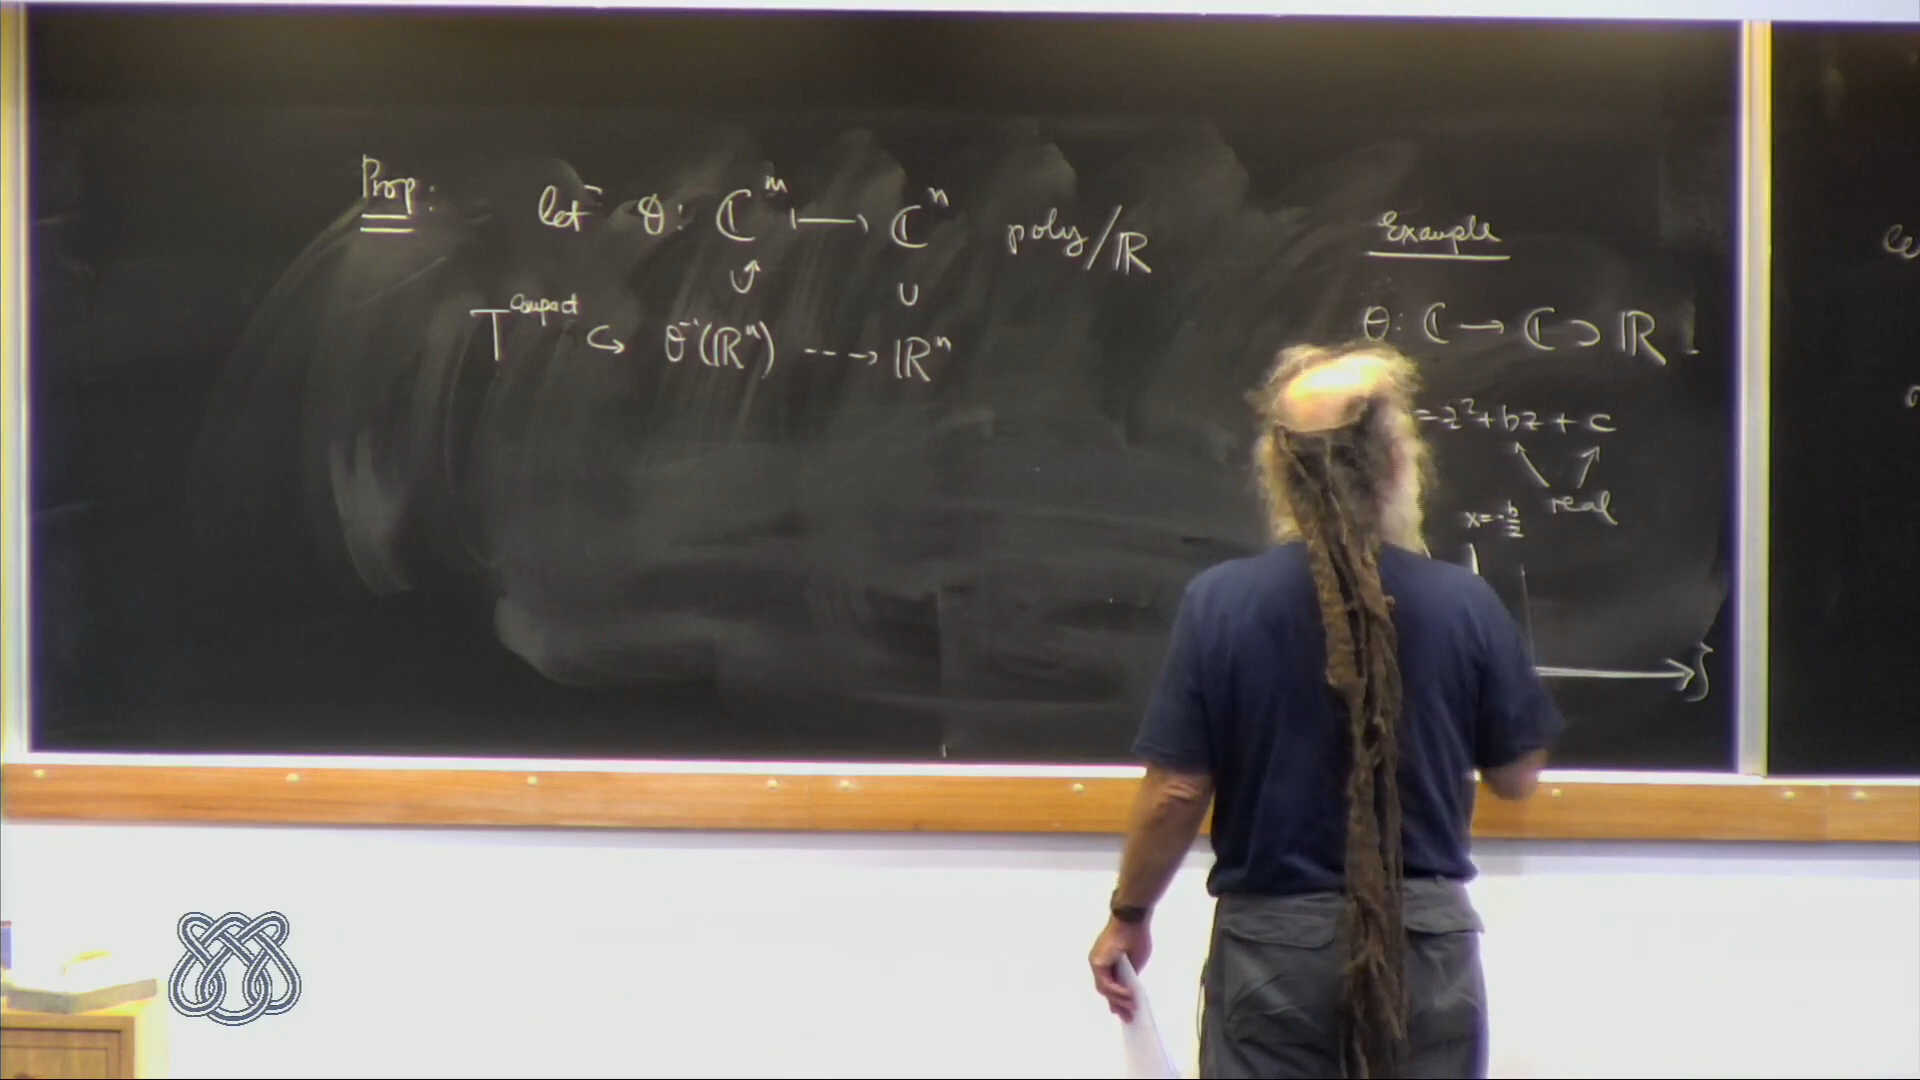 Prop:
let θ: ℂᵐ ⟼ ℂⁿ poly/ℝ
∪ ∪
T^compact ↪ θ⁻¹(ℝⁿ) ⇢ ℝⁿ
Example
θ: ℂ → ℂ ⊃ ℝ
= z² + bz + c
real
x = -b/2